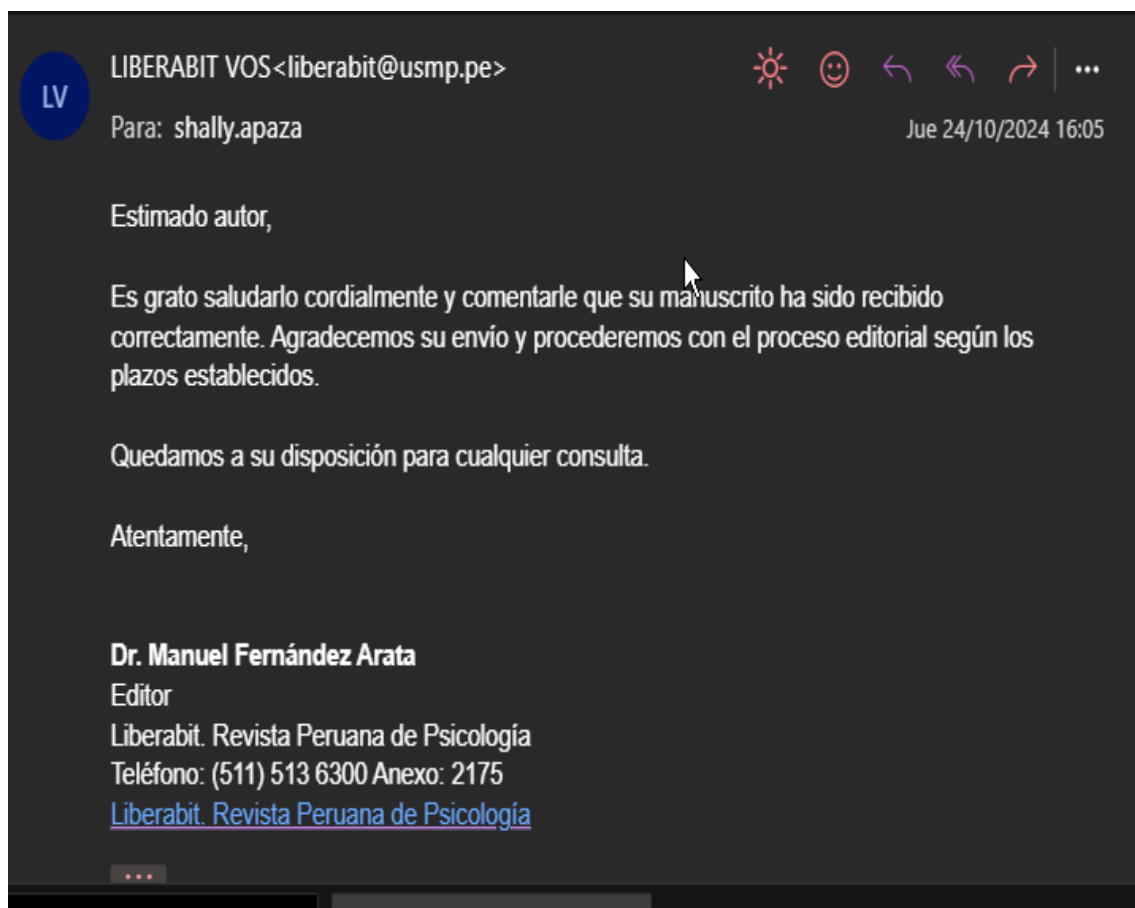 LV
LIBERABIT VOS<liberabit@usmp.pe>
Para: shally.apaza
Jue 24/10/2024 16:05
Estimado autor,
Es grato saludarlo cordialmente y comentarle que su manuscrito ha sido recibido
correctamente. Agradecemos su envío y procederemos con el proceso editorial según los
plazos establecidos.
Quedamos a su disposición para cualquier consulta.
Atentamente,
Dr. Manuel Fernández Arata
Editor
Liberabit. Revista Peruana de Psicología
Teléfono: (511) 513 6300 Anexo: 2175
Liberabit. Revista Peruana de Psicología